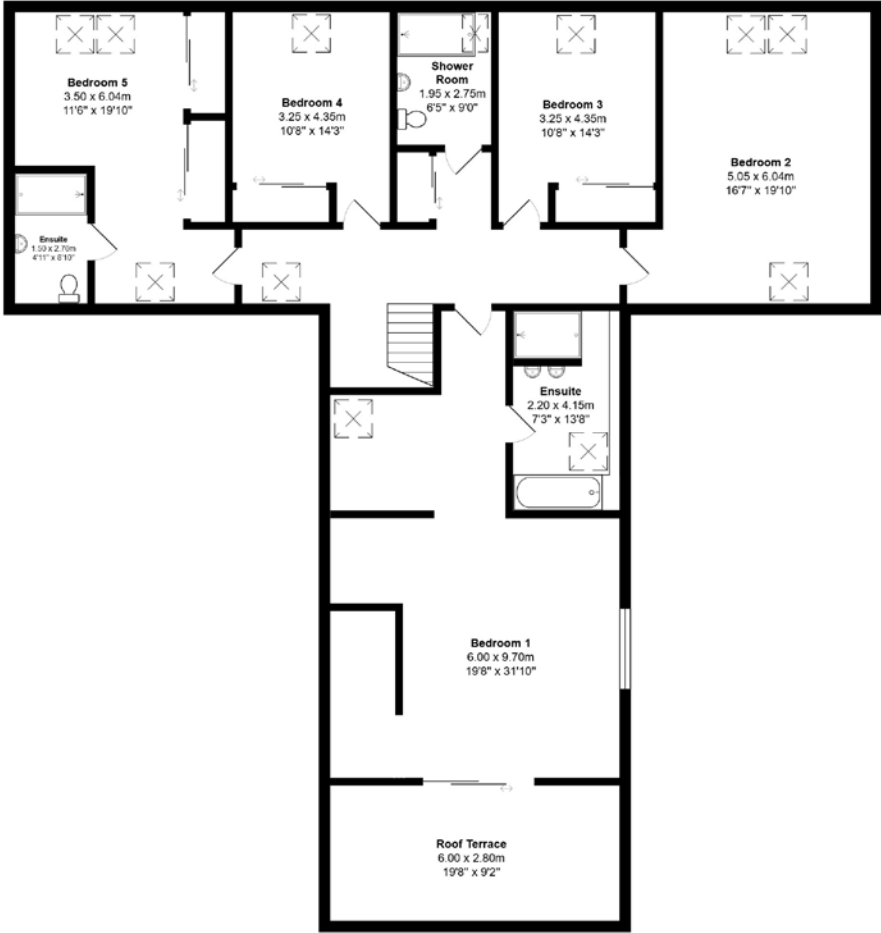 Bedroom 5
3.50 x 6.04m
11'6" x 19'10"
Bedroom 4
3.25 x 4.35m
10'8" x 14'3"
Shower
Room
1.95 x 2.75m
6'5" x 9'0"
Bedroom 3
3.25 x 4.35m
10'8" x 14'3"
Bedroom 2
5.05 x 6.04m
16'7" x 19'10"
Ensuite
1.50 x 2.70m
4'11" x 8'10"
Ensuite
2.20 x 4.15m
7'3" x 13'8"
Bedroom 1
6.00 x 9.70m
19'8" x 31'10"
Roof Terrace
6.00 x 2.80m
19'8" x 9'2"